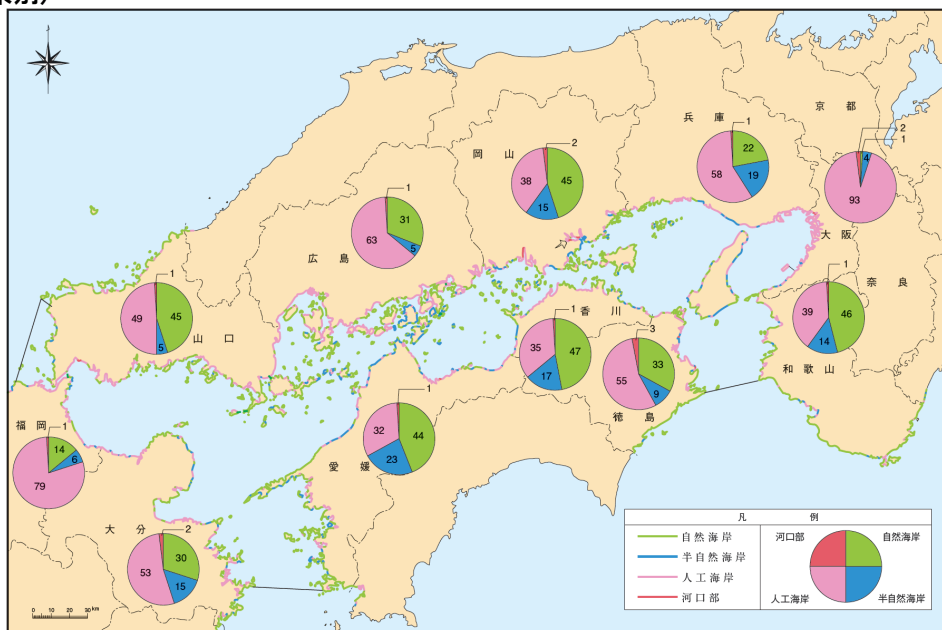 兵庫
1
22
19
58
京都
2
1
4
93
大阪
岡山
2
45
15
38
1
31
5
63
広島
1
45
5
49
山口
奈良
1
46
14
39
和歌山
香川
1
47
17
35
3
33
9
55
徳島
福岡
1
14
6
79
1
44
23
32
愛媛
大分
2
30
15
53
凡例
自然海岸
半自然海岸
人工海岸
河口部
河口部
自然海岸
人工海岸
半自然海岸
0 10 20 30km